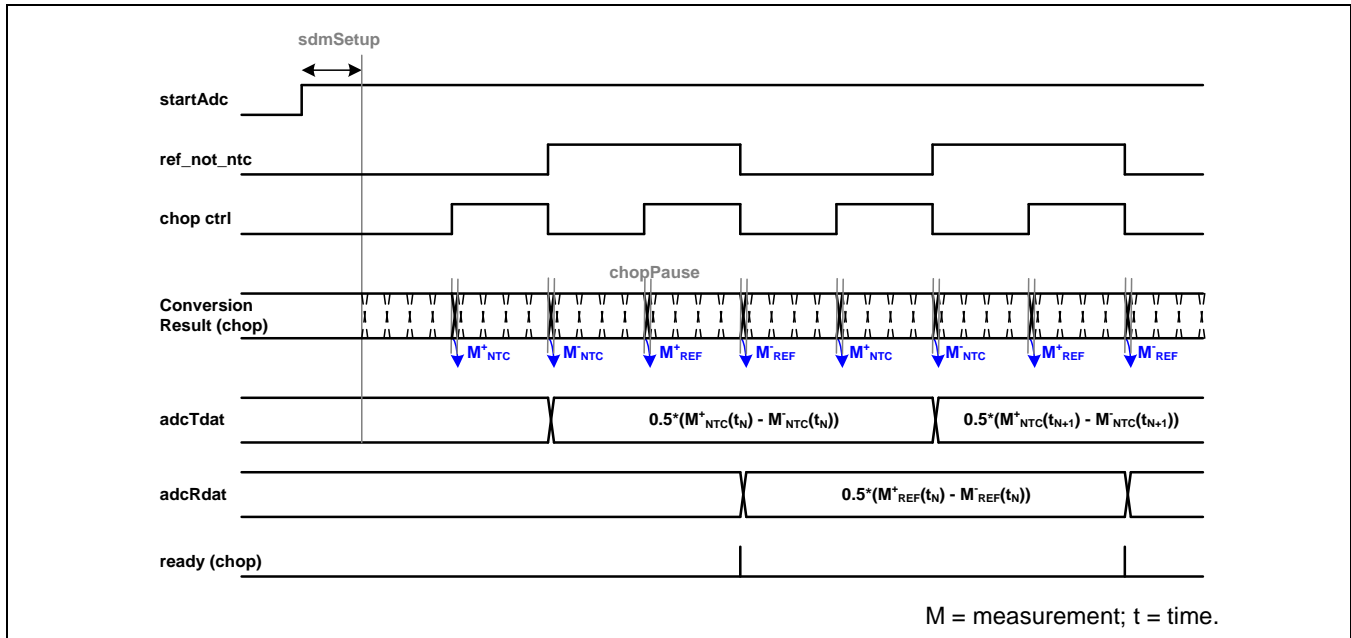 sdmSetup
startAdc
ref_not_ntc
chop ctrl
chopPause
Conversion
Result (chop)
M⁺NTC M⁻NTC M⁺REF M⁻REF M⁺NTC M⁻NTC M⁺REF M⁻REF
adcTdat 0.5*(M⁺NTC(tN) - M⁻NTC(tN)) 0.5*(M⁺NTC(tN+1) - M⁻NTC(tN+1))
adcRdat 0.5*(M⁺REF(tN) - M⁻REF(tN))
ready (chop)
M = measurement; t = time.